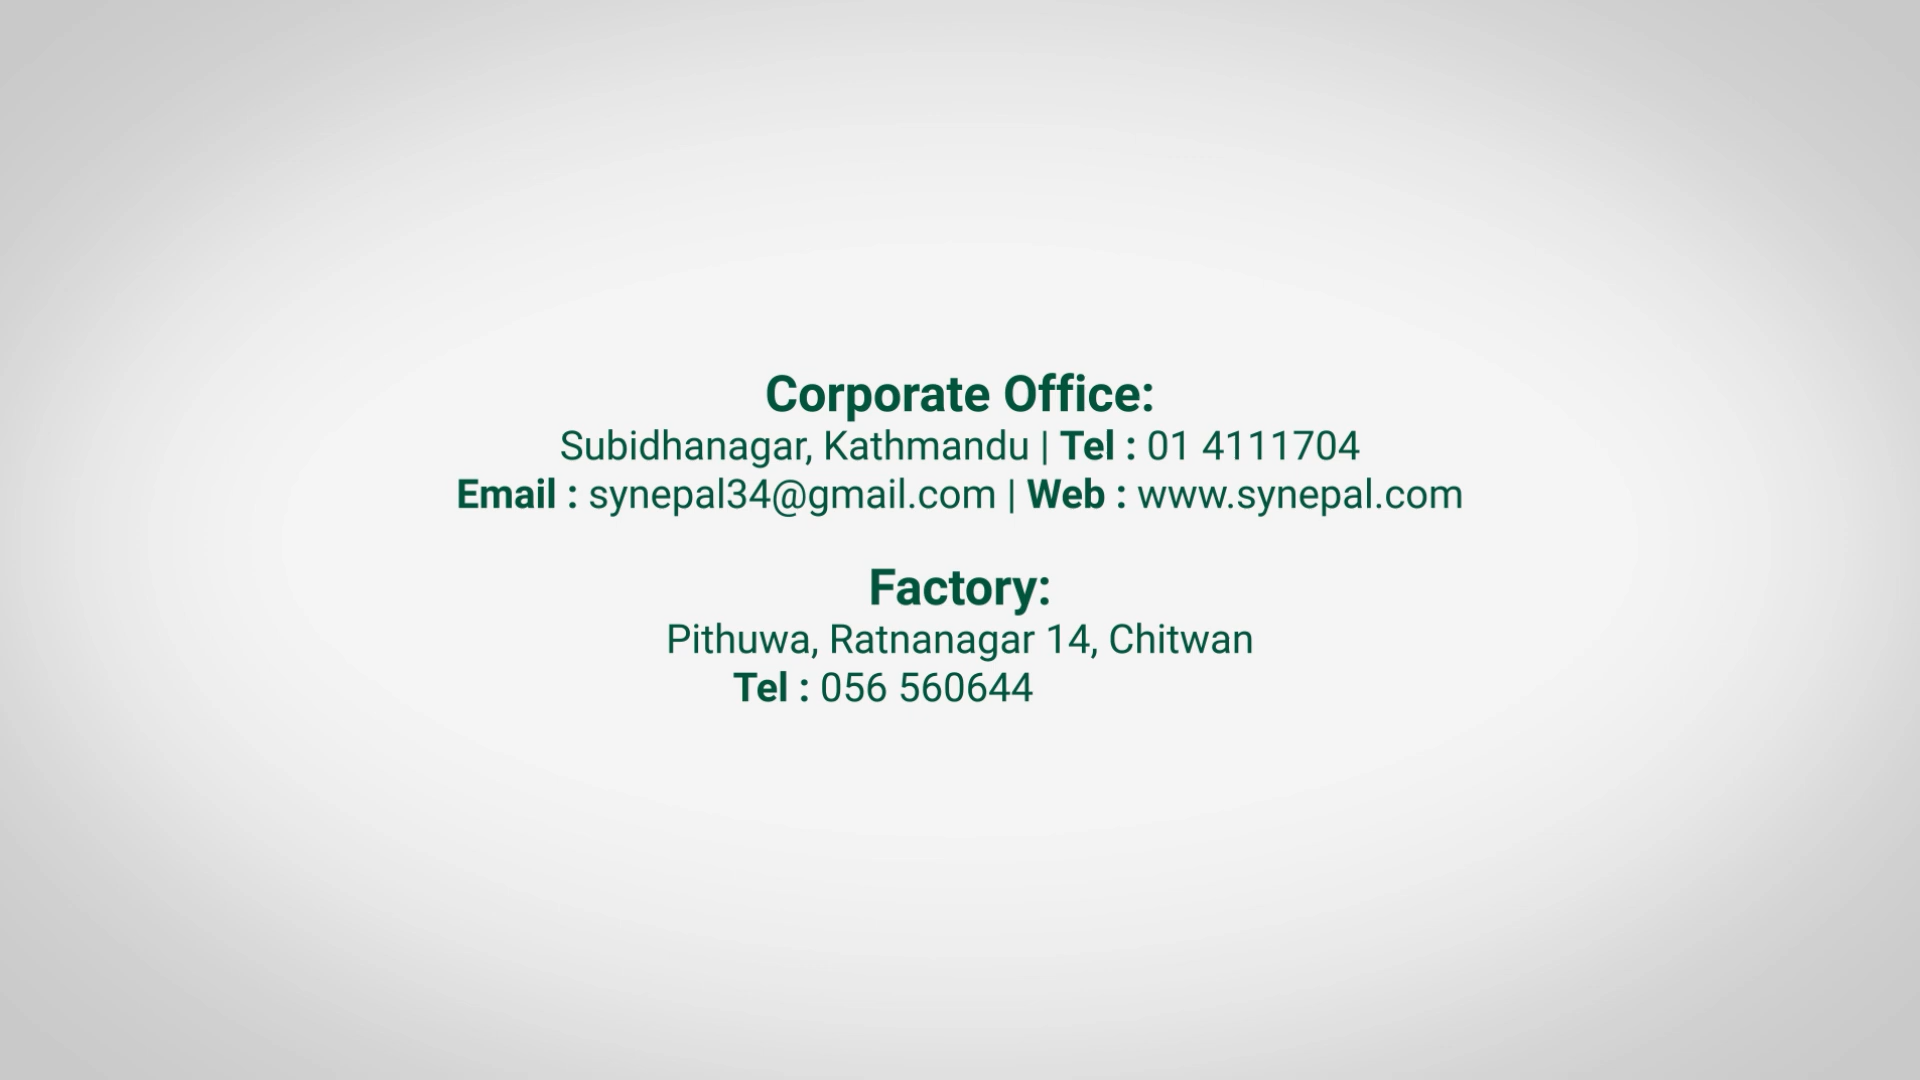 Corporate Office:
Subidhanagar, Kathmandu | Tel : 01 4111704
Email : synepal34@gmail.com | Web : www.synepal.com
Factory:
Pithuwa, Ratnanagar 14, Chitwan
Tel : 056 560644